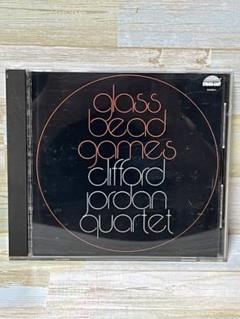 glass
bead
games
clifford
jordan
quartet